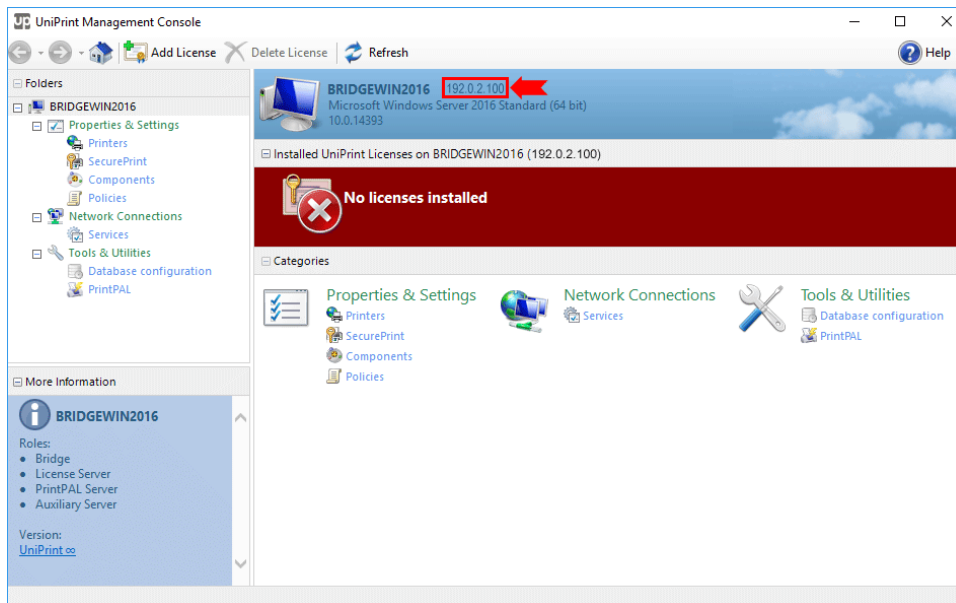 UniPrint Management Console
Add License
Delete License
Refresh
Help
Folders
BRIDGEWIN2016
Properties & Settings
Printers
SecurePrint
Components
Policies
Network Connections
Services
Tools & Utilities
Database configuration
PrintPAL
More Information
BRIDGEWIN2016
Roles:
• Bridge
• License Server
• PrintPAL Server
• Auxiliary Server
Version:
UniPrint ∞
BRIDGEWIN2016 192.0.2.100
Microsoft Windows Server 2016 Standard (64 bit)
10.0.14393
Installed UniPrint Licenses on BRIDGEWIN2016 (192.0.2.100)
No licenses installed
Categories
Properties & Settings
Printers
SecurePrint
Components
Policies
Network Connections
Services
Tools & Utilities
Database configuration
PrintPAL